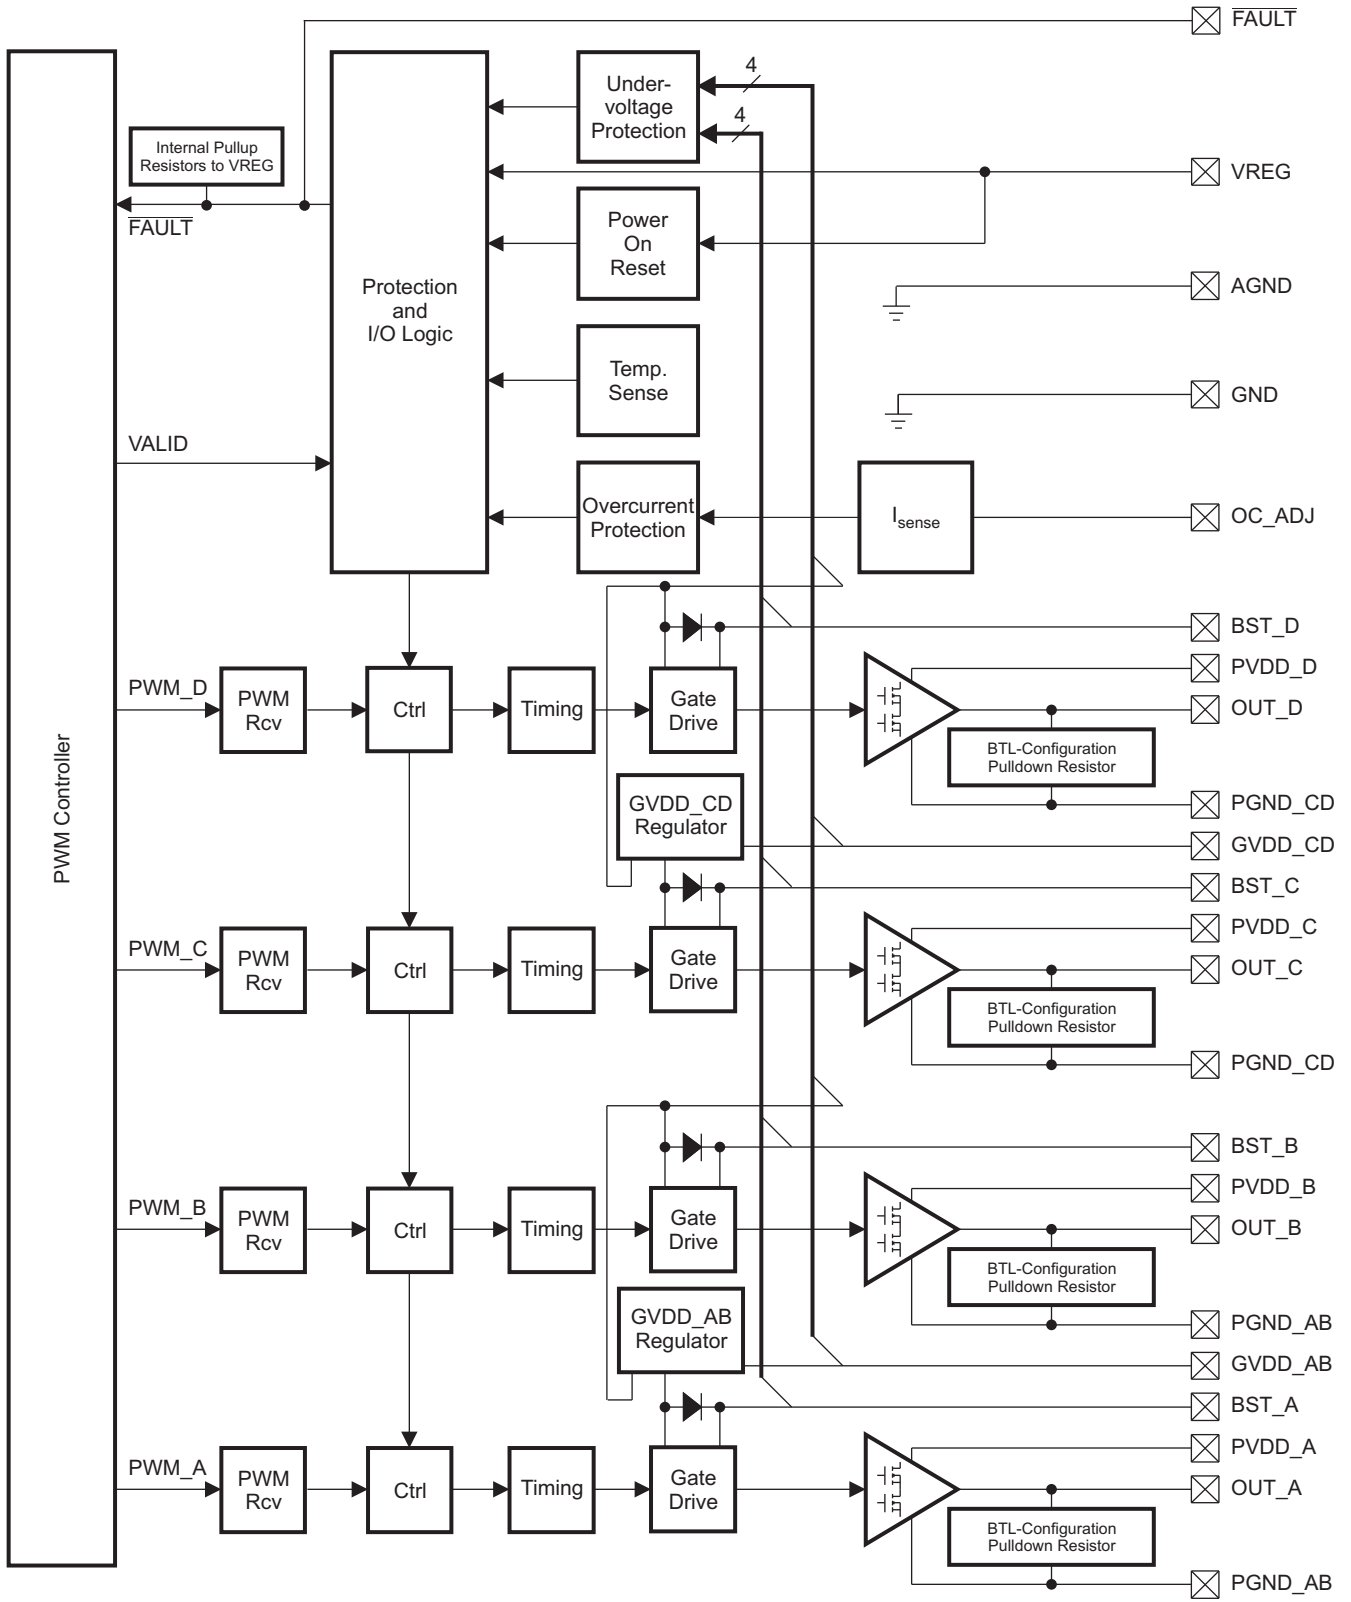 FAULT
4
Under-
voltage
Protection
4
Internal Pullup
Resistors to VREG
VREG
FAULT
Power
On
Reset
AGND
Protection
and
I/O Logic
Temp.
Sense
GND
VALID
Overcurrent
Protection
Isense
OC_ADJ
BST_D
PVDD_D
PWM_D
PWM
Rcv
Ctrl
Timing
Gate
Drive
OUT_D
BTL-Configuration
Pulldown Resistor
PWM Controller
GVDD_CD
Regulator
PGND_CD
GVDD_CD
BST_C
PVDD_C
PWM_C
PWM
Rcv
Ctrl
Timing
Gate
Drive
OUT_C
BTL-Configuration
Pulldown Resistor
PGND_CD
BST_B
PVDD_B
PWM_B
PWM
Rcv
Ctrl
Timing
Gate
Drive
OUT_B
BTL-Configuration
Pulldown Resistor
GVDD_AB
Regulator
PGND_AB
GVDD_AB
BST_A
PVDD_A
PWM_A
PWM
Rcv
Ctrl
Timing
Gate
Drive
OUT_A
BTL-Configuration
Pulldown Resistor
PGND_AB